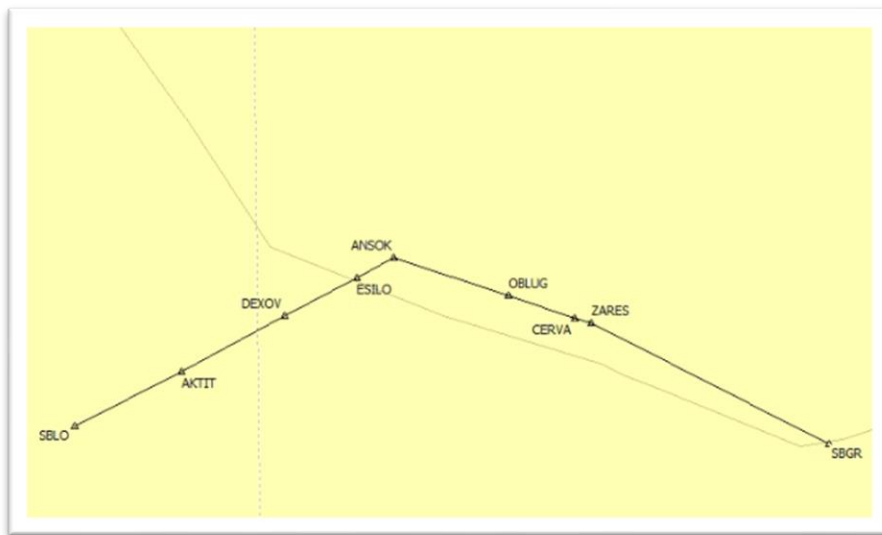 ANSOK
ESILO
OBLUG
DEXOV
ZARES
CERVA
AKTIT
SBLO
SBGR